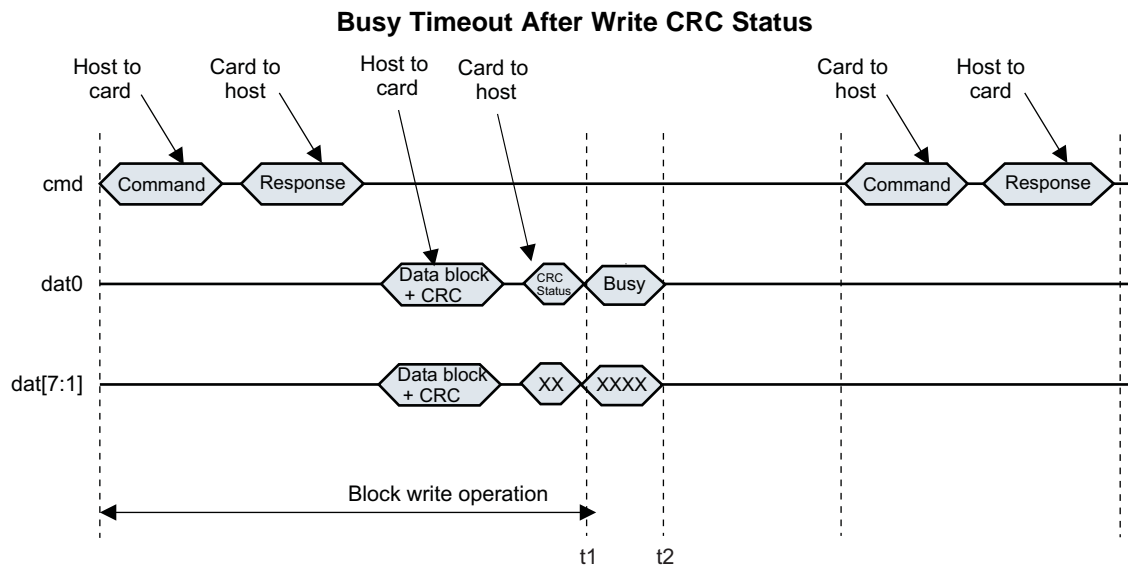 Busy Timeout After Write CRC Status
Host to
card
Card to
host
Host to
card
Card to
host
Card to
host
Host to
card
cmd
Command
Response
Command
Response
dat0
Data block
+ CRC
CRC
Status
Busy
dat[7:1]
Data block
+ CRC
XX
XXXX
Block write operation
t1
t2